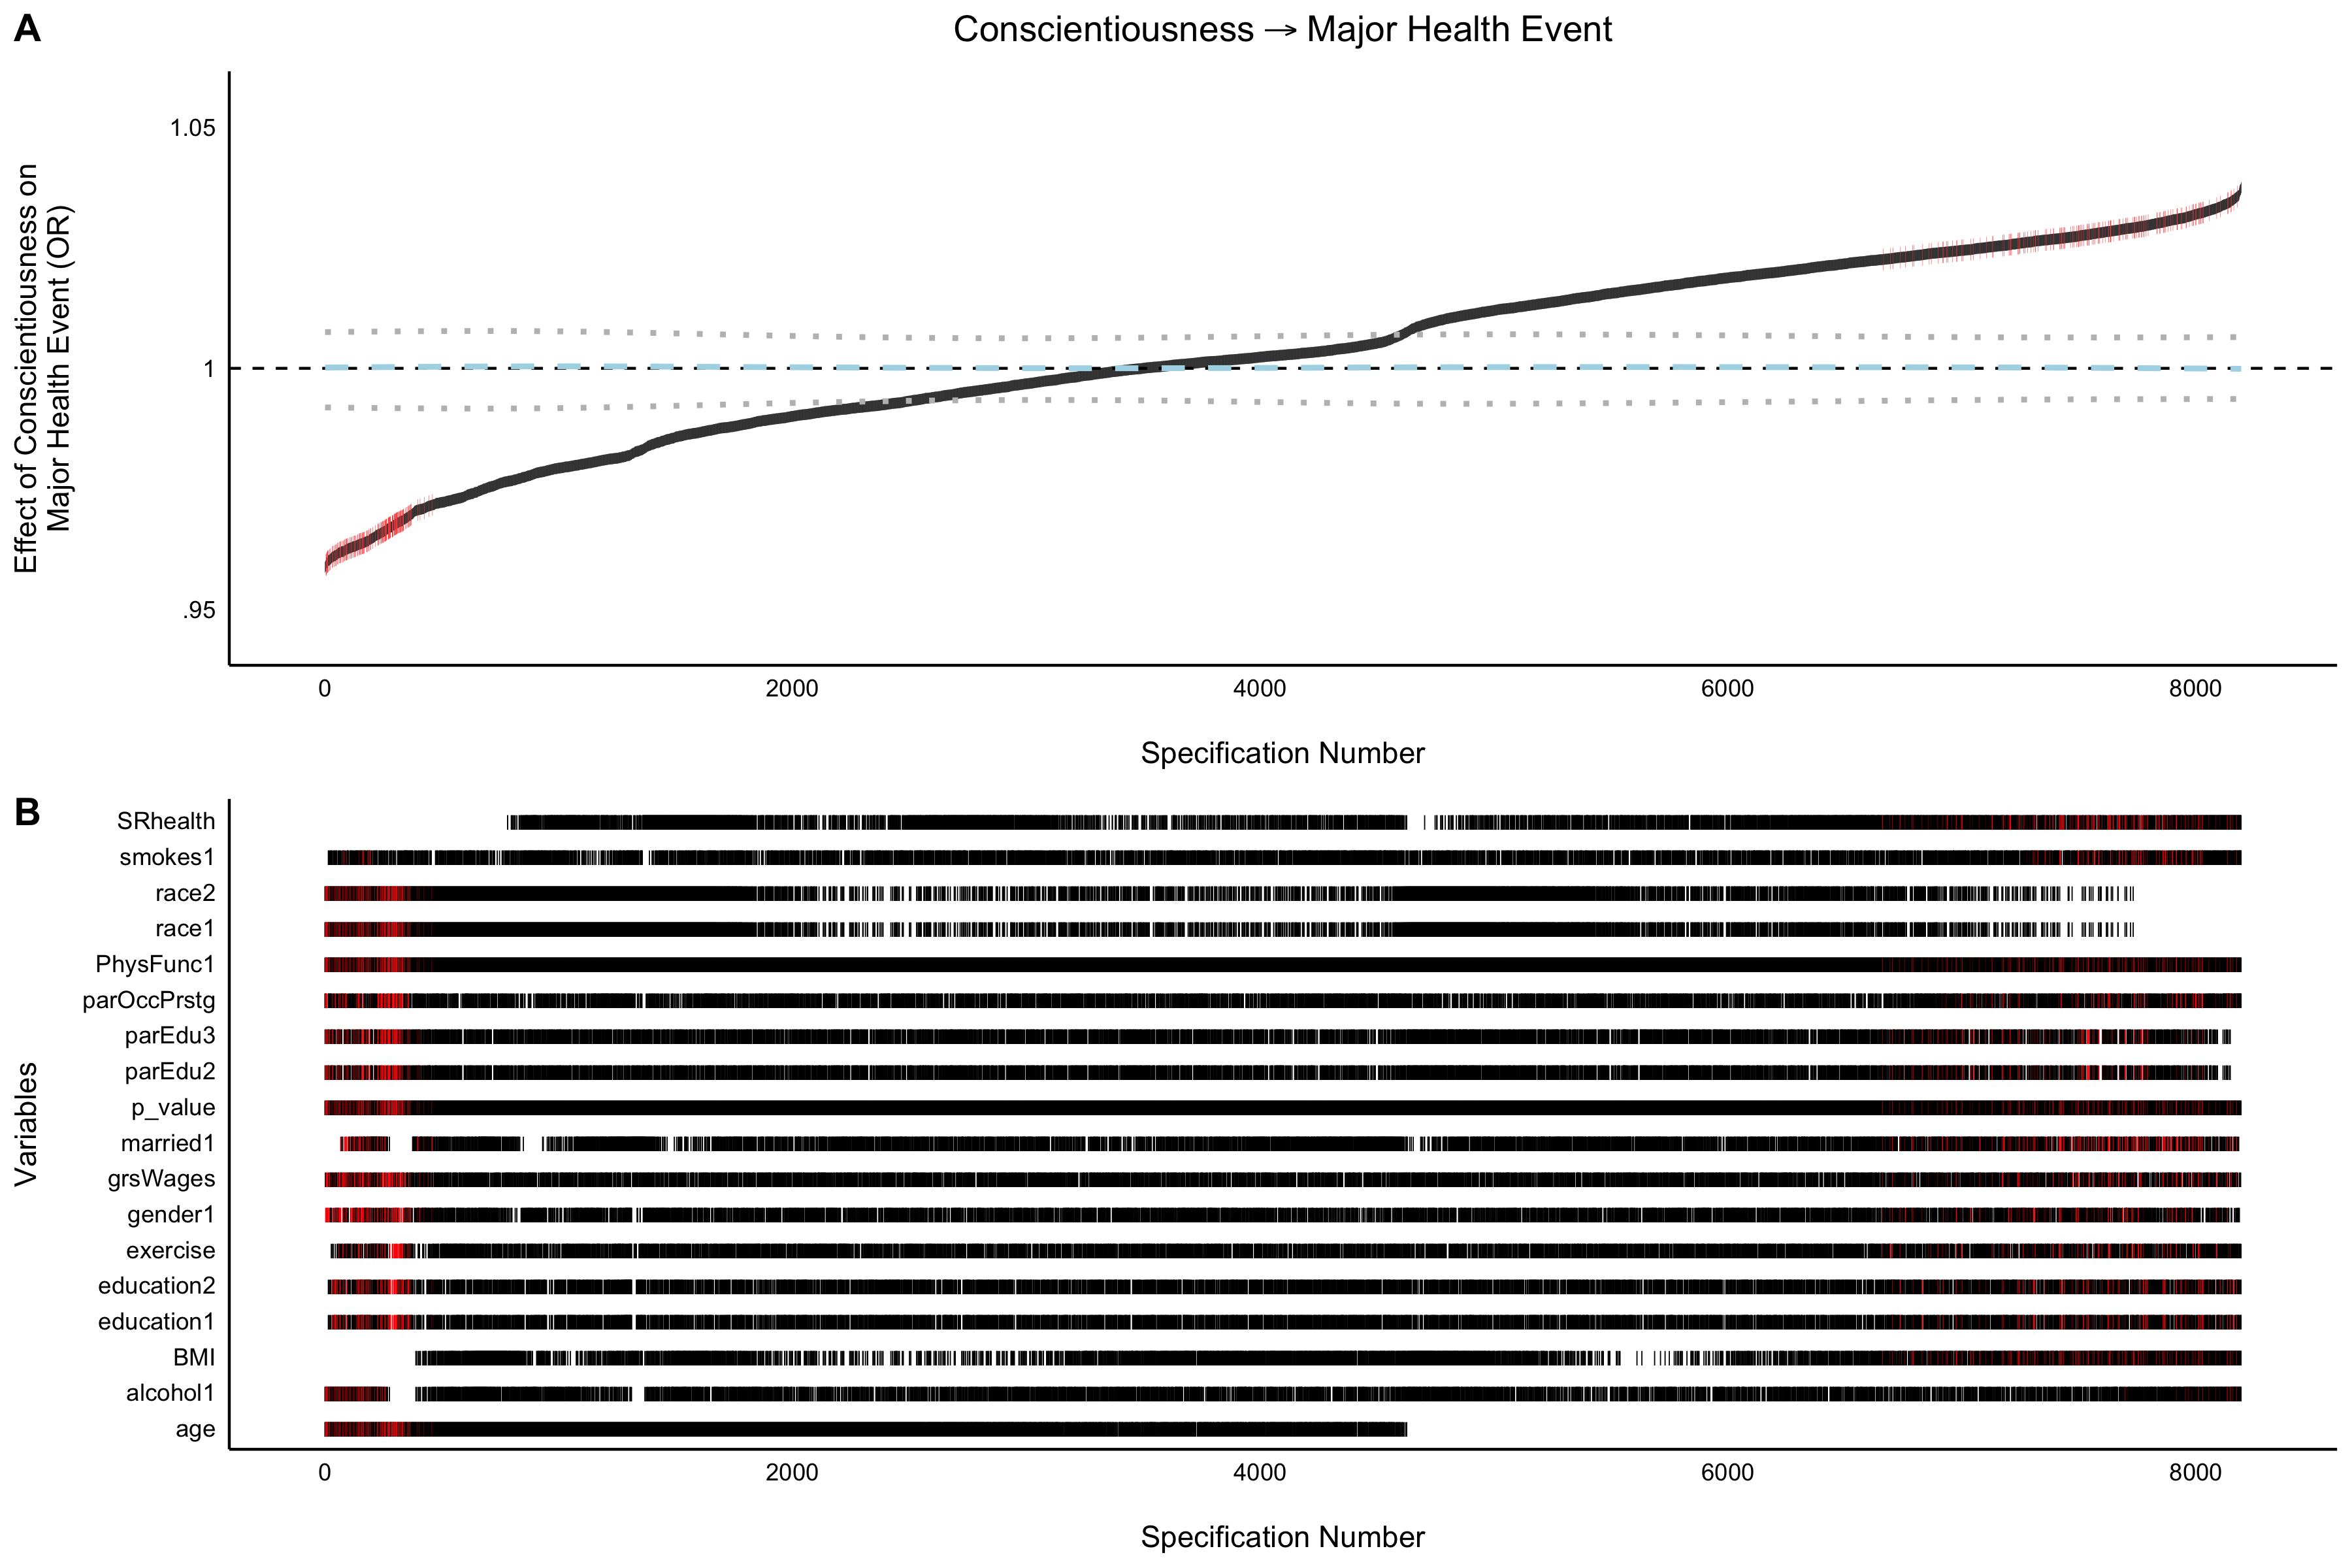 A
Conscientiousness → Major Health Event
Effect of Conscientiousness on
Major Health Event (OR)
1.05
1
.95
0 2000 4000 6000 8000
Specification Number
B
Variables
SRhealth
smokes1
race2
race1
PhysFunc1
parOccPrstg
parEdu3
parEdu2
p_value
married1
grsWages
gender1
exercise
education2
education1
BMI
alcohol1
age
0 2000 4000 6000 8000
Specification Number